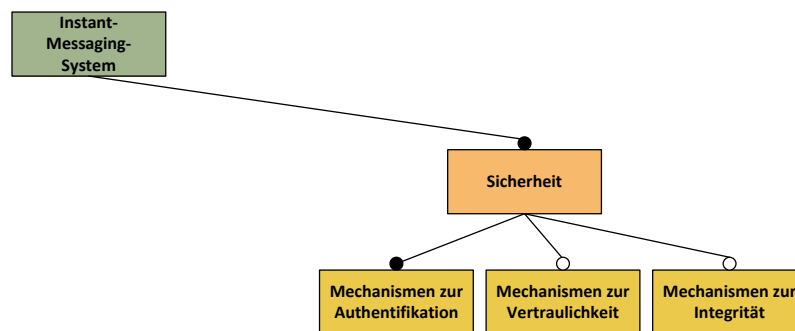 Instant-
Messaging-
System
Sicherheit
Mechanismen zur
Authentifikation
Mechanismen zur
Vertraulichkeit
Mechanismen zur
Integrität